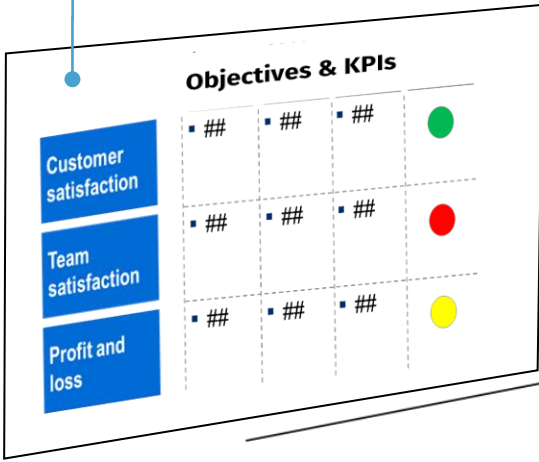 Objectives & KPIs
Customer
satisfaction
▪ ## ▪ ## ▪ ##
Team
satisfaction
▪ ## ▪ ## ▪ ##
Profit and
loss
▪ ## ▪ ## ▪ ##